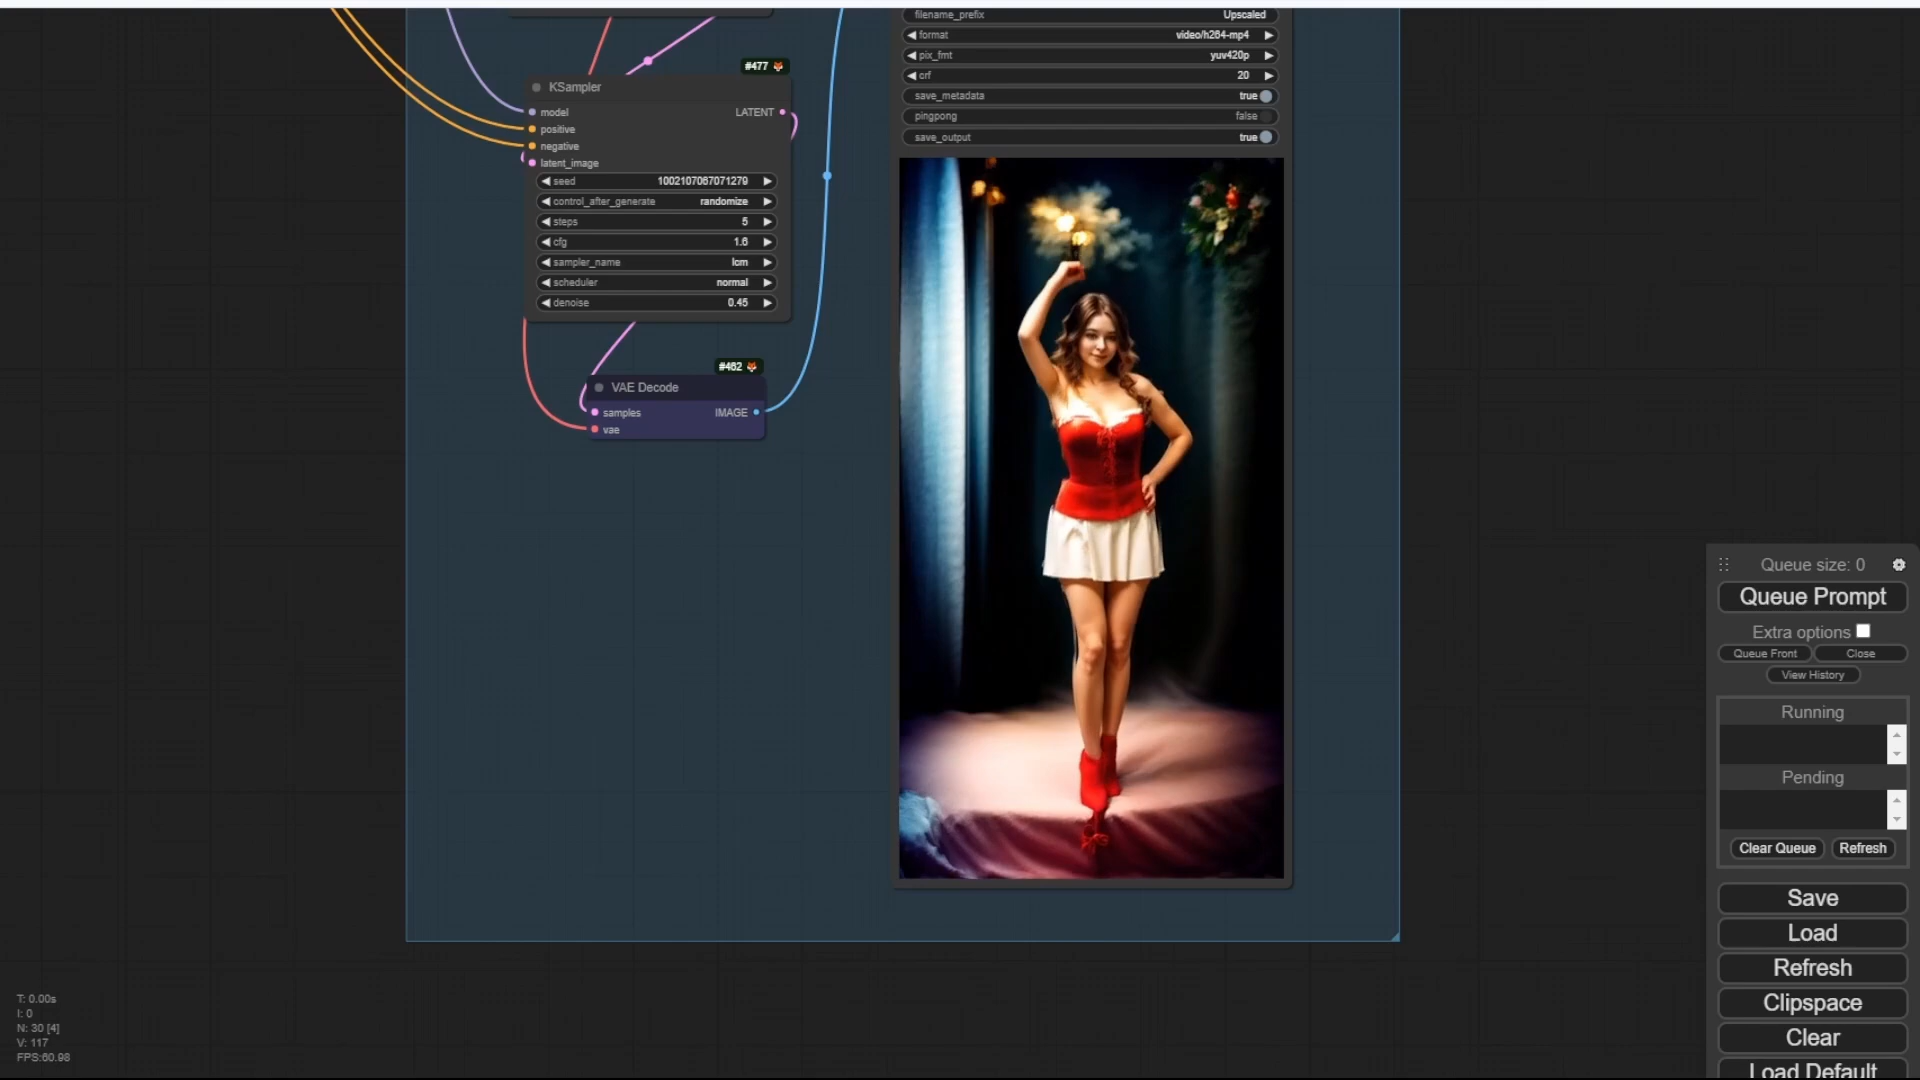 filename_prefix Upscaled
format video/h264-mp4
pix_fmt yuv420p
crf 20
save_metadata true
pingpong false
save_output true
#477
KSampler
model LATENT
positive
negative
latent_image
seed 1002107067071279
control_after_generate randomize
steps 5
cfg 1.6
sampler_name lcm
scheduler normal
denoise 0.45
#462
VAE Decode
samples IMAGE
vae
Queue size: 0
Queue Prompt
Extra options
Queue Front Close
View History
Running
Pending
Clear Queue Refresh
Save
Load
Refresh
Clipspace
Clear
Load Default
T: 0.00s
I: 0
N: 30 [4]
V: 117
FPS:60.98